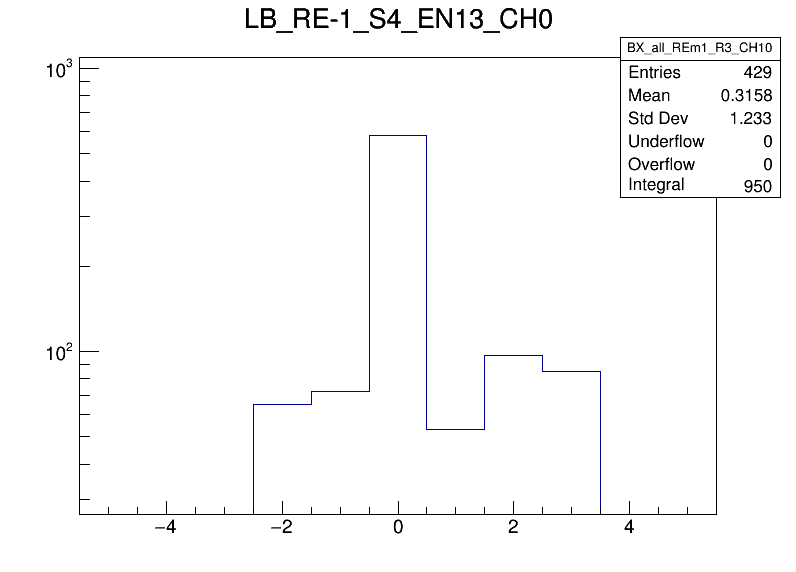 LB_RE-1_S4_EN13_CH0
BX_all_REm1_R3_CH10
Entries 429
Mean 0.3158
Std Dev 1.233
Underflow 0
Overflow 0
Integral 950
10³
10²
−4 −2 0 2 4